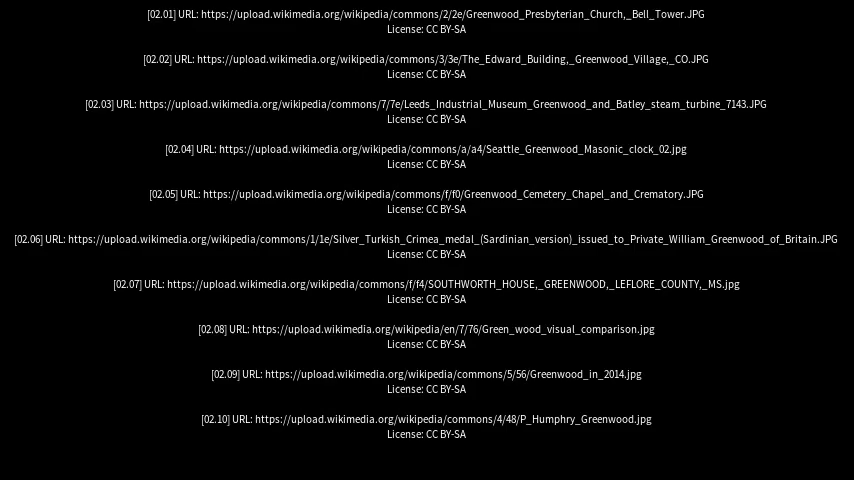 [02.01] URL: https://upload.wikimedia.org/wikipedia/commons/2/2e/Greenwood_Presbyterian_Church,_Bell_Tower.JPG
License: CC BY-SA
[02.02] URL: https://upload.wikimedia.org/wikipedia/commons/3/3e/The_Edward_Building,_Greenwood_Village,_CO.JPG
License: CC BY-SA
[02.03] URL: https://upload.wikimedia.org/wikipedia/commons/7/7e/Leeds_Industrial_Museum_Greenwood_and_Batley_steam_turbine_7143.JPG
License: CC BY-SA
[02.04] URL: https://upload.wikimedia.org/wikipedia/commons/a/a4/Seattle_Greenwood_Masonic_clock_02.jpg
License: CC BY-SA
[02.05] URL: https://upload.wikimedia.org/wikipedia/commons/f/f0/Greenwood_Cemetery_Chapel_and_Crematory.JPG
License: CC BY-SA
[02.06] URL: https://upload.wikimedia.org/wikipedia/commons/1/1e/Silver_Turkish_Crimea_medal_(Sardinian_version)_issued_to_Private_William_Greenwood_of_Britain.JPG
License: CC BY-SA
[02.07] URL: https://upload.wikimedia.org/wikipedia/commons/f/f4/SOUTHWORTH_HOUSE,_GREENWOOD,_LEFLORE_COUNTY,_MS.jpg
License: CC BY-SA
[02.08] URL: https://upload.wikimedia.org/wikipedia/en/7/76/Green_wood_visual_comparison.jpg
License: CC BY-SA
[02.09] URL: https://upload.wikimedia.org/wikipedia/commons/5/56/Greenwood_in_2014.jpg
License: CC BY-SA
[02.10] URL: https://upload.wikimedia.org/wikipedia/commons/4/48/P_Humphry_Greenwood.jpg
License: CC BY-SA